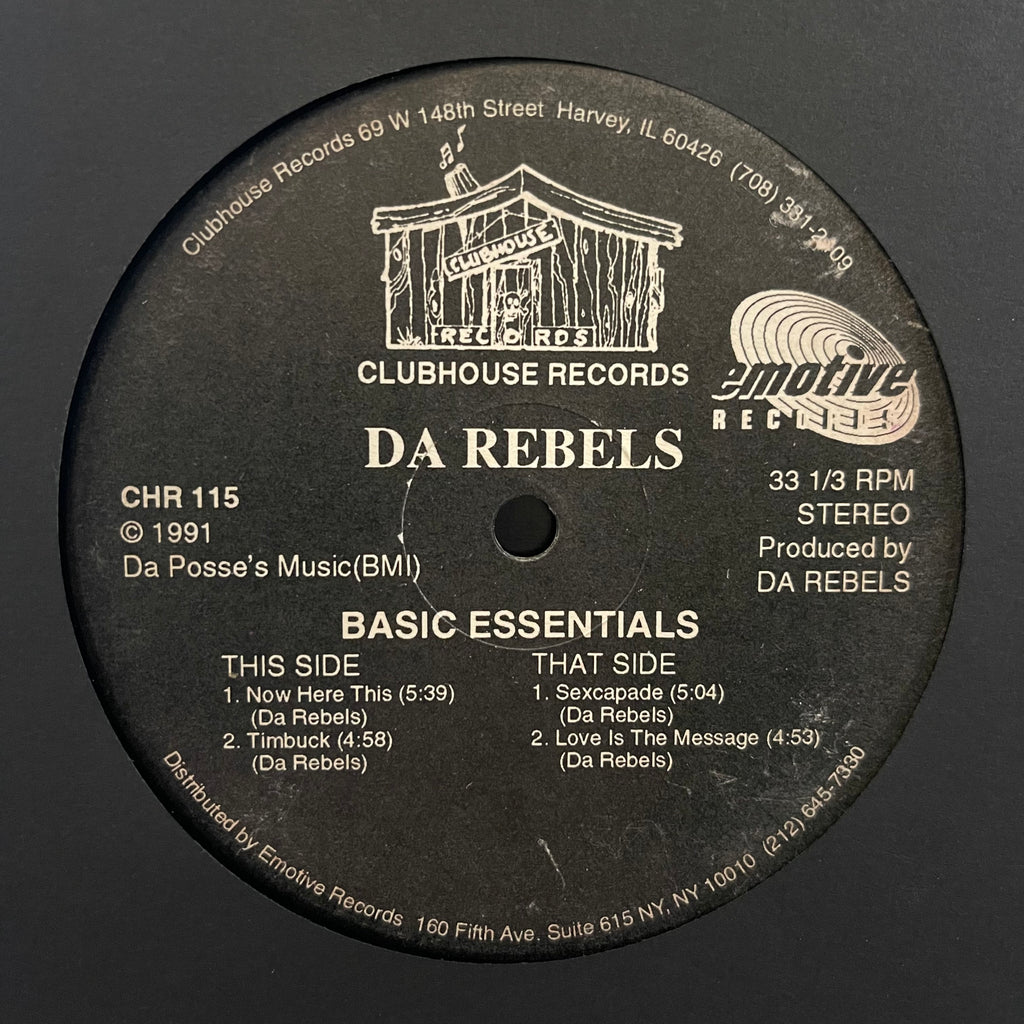 Clubhouse Records 69 W 148th Street Harvey, IL 60426 (708)
CLUBHOUSE
RECORDS
CLUBHOUSE RECORDS
emotive
RECORDS
DA REBELS
CHR 115
© 1991
Da Posse's Music(BMI)
33 1/3 RPM
STEREO
Produced by
DA REBELS
BASIC ESSENTIALS
THIS SIDE
1. Now Here This (5:39)
(Da Rebels)
2. Timbuck (4:58)
(Da Rebels)
THAT SIDE
1. Sexcapade (5:04)
(Da Rebels)
2. Love Is The Message (4:53)
(Da Rebels)
Distributed by Emotive Records 160 Fifth Ave. Suite 615 NY, NY 10010 (212) 645-7330